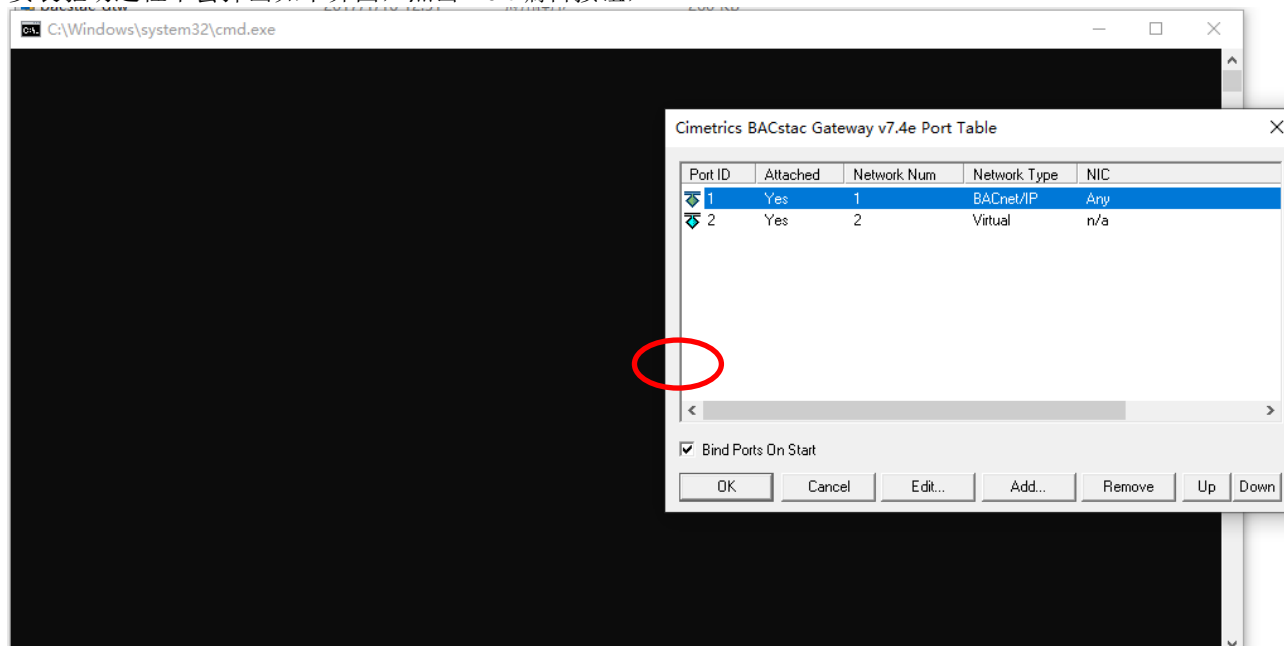 C:\Windows\system32\cmd.exe
Cimetrics BACstac Gateway v7.4e Port Table
Port ID Attached Network Num Network Type NIC
1 Yes 1 BACnet/IP Any
2 Yes 2 Virtual n/a
Bind Ports On Start
OK Cancel Edit... Add... Remove Up Down